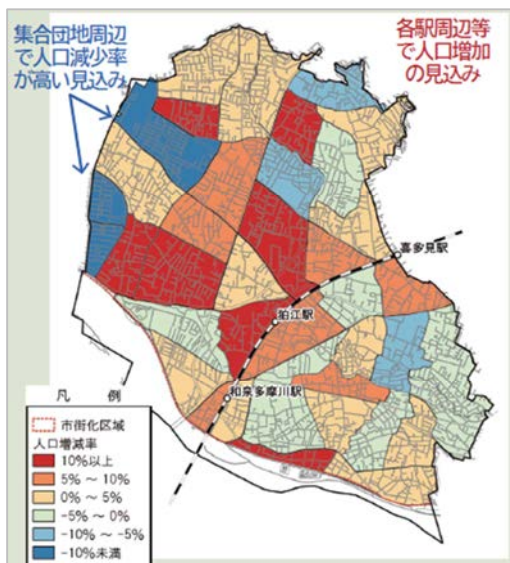 集合団地周辺
で人口減少率
が高い見込み
各駅周辺等
で人口増加
の見込み
喜多見駅
狛江駅
和泉多摩川駅
凡 例
市街化区域
人口増減率
10%以上
5% ~ 10%
0% ~ 5%
-5% ~ 0%
-10% ~ -5%
-10%未満